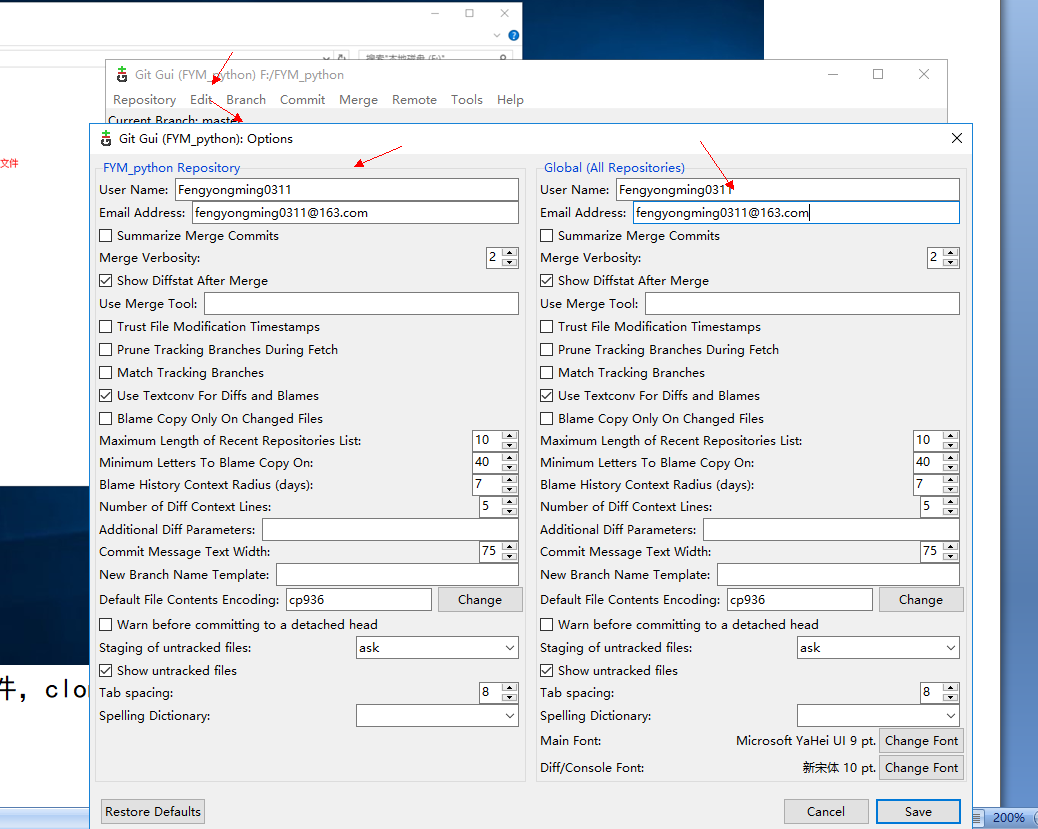 Git Gui (FYM_python) F:/FYM_python
Repository Edit Branch Commit Merge Remote Tools Help
Current Branch: master
文件
Git Gui (FYM_python): Options
FYM_python Repository
User Name: Fengyongming0311
Email Address: fengyongming0311@163.com
Summarize Merge Commits
Merge Verbosity: 2
Show Diffstat After Merge
Use Merge Tool:
Trust File Modification Timestamps
Prune Tracking Branches During Fetch
Match Tracking Branches
Use Textconv For Diffs and Blames
Blame Copy Only On Changed Files
Maximum Length of Recent Repositories List: 10
Minimum Letters To Blame Copy On: 40
Blame History Context Radius (days): 7
Number of Diff Context Lines: 5
Additional Diff Parameters:
Commit Message Text Width: 75
New Branch Name Template:
Default File Contents Encoding: cp936 Change
Warn before committing to a detached head
Staging of untracked files: ask
Show untracked files
Tab spacing: 8
Spelling Dictionary:
Global (All Repositories)
User Name: Fengyongming0311
Email Address: fengyongming0311@163.com
Summarize Merge Commits
Merge Verbosity: 2
Show Diffstat After Merge
Use Merge Tool:
Trust File Modification Timestamps
Prune Tracking Branches During Fetch
Match Tracking Branches
Use Textconv For Diffs and Blames
Blame Copy Only On Changed Files
Maximum Length of Recent Repositories List: 10
Minimum Letters To Blame Copy On: 40
Blame History Context Radius (days): 7
Number of Diff Context Lines: 5
Additional Diff Parameters:
Commit Message Text Width: 75
New Branch Name Template:
Default File Contents Encoding: cp936 Change
Warn before committing to a detached head
Staging of untracked files: ask
Show untracked files
Tab spacing: 8
Spelling Dictionary:
Main Font: Microsoft YaHei UI 9 pt. Change Font
Diff/Console Font: 新宋体 10 pt. Change Font
件，clo
Restore Defaults Cancel Save
200%